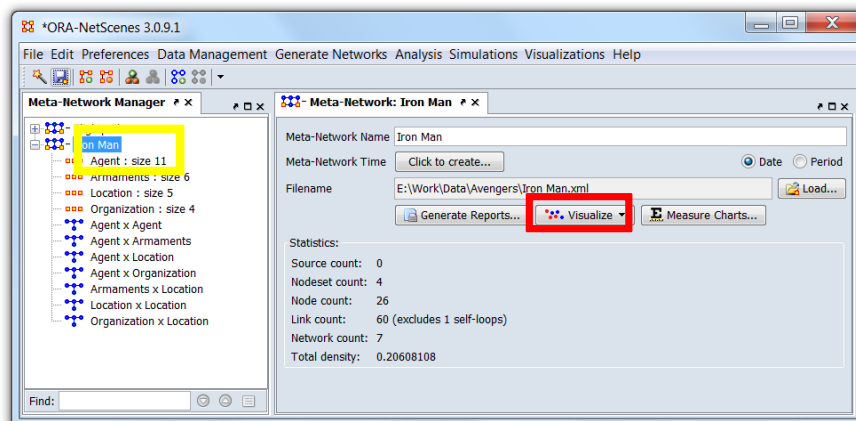 *ORA-NetScenes 3.0.9.1
File Edit Preferences Data Management Generate Networks Analysis Simulations Visualizations Help
Meta-Network Manager
Iron Man
Agent : size 11
Armaments : size 6
Location : size 5
Organization : size 4
Agent x Agent
Agent x Armaments
Agent x Location
Agent x Organization
Armaments x Location
Location x Location
Organization x Location
Find:
Meta-Network: Iron Man
Meta-Network Name Iron Man
Meta-Network Time Click to create... Date Period
Filename E:\Work\Data\Avengers\Iron Man.xml Load...
Generate Reports... Visualize Measure Charts...
Statistics:
Source count: 0
Nodeset count: 4
Node count: 26
Link count: 60 (excludes 1 self-loops)
Network count: 7
Total density: 0.20608108